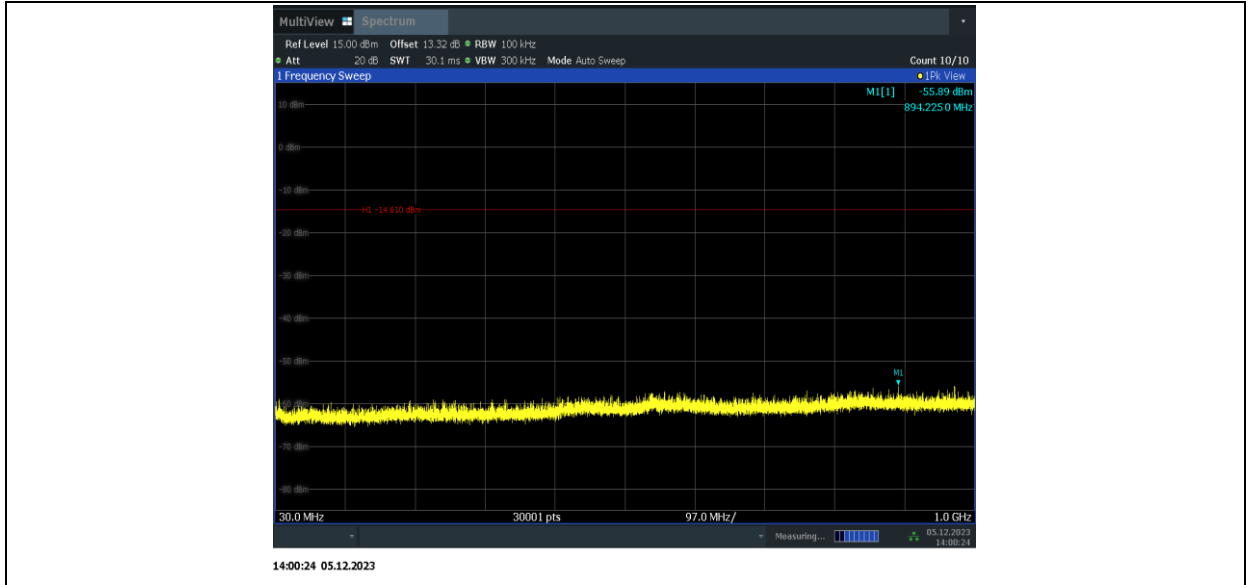 MultiView Spectrum
Ref Level 15.00 dBm Offset 13.32 dB RBW 100 kHz
Att 20 dB SWT 30.1 ms VBW 300 kHz Mode Auto Sweep Count 10/10
1 Frequency Sweep 1Pk View
M1[1] -55.89 dBm
894.2250 MHz
10 dBm
0 dBm
-10 dBm
H1 -14.610 dBm
-20 dBm
-30 dBm
-40 dBm
-50 dBm
M1
-60 dBm
-70 dBm
-80 dBm
30.0 MHz 30001 pts 97.0 MHz/ 1.0 GHz
Measuring... 05.12.2023
14:00:24
14:00:24 05.12.2023